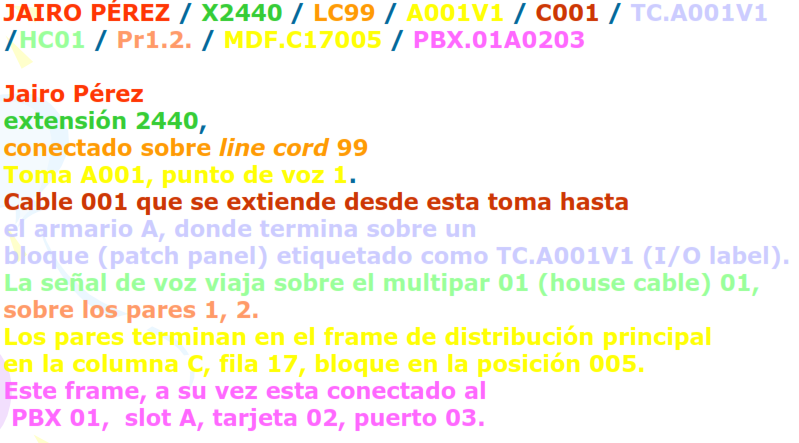 JAIRO PÉREZ / X2440 / LC99 / A001V1 / C001 / TC.A001V1
/HC01 / Pr1.2. / MDF.C17005 / PBX.01A0203
Jairo Pérez
extensión 2440,
conectado sobre line cord 99
Toma A001, punto de voz 1.
Cable 001 que se extiende desde esta toma hasta
el armario A, donde termina sobre un
bloque (patch panel) etiquetado como TC.A001V1 (I/O label).
La señal de voz viaja sobre el multipar 01 (house cable) 01,
sobre los pares 1, 2.
Los pares terminan en el frame de distribución principal
en la columna C, fila 17, bloque en la posición 005.
Este frame, a su vez esta conectado al
PBX 01, slot A, tarjeta 02, puerto 03.